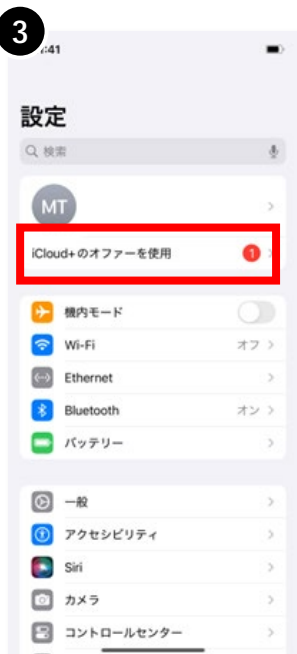 3
:41
設定
検索
MT
iCloud+のオファーを使用 1
機内モード
Wi-Fi オフ
Ethernet
Bluetooth オン
バッテリー
一般
アクセシビリティ
Siri
カメラ
コントロールセンター